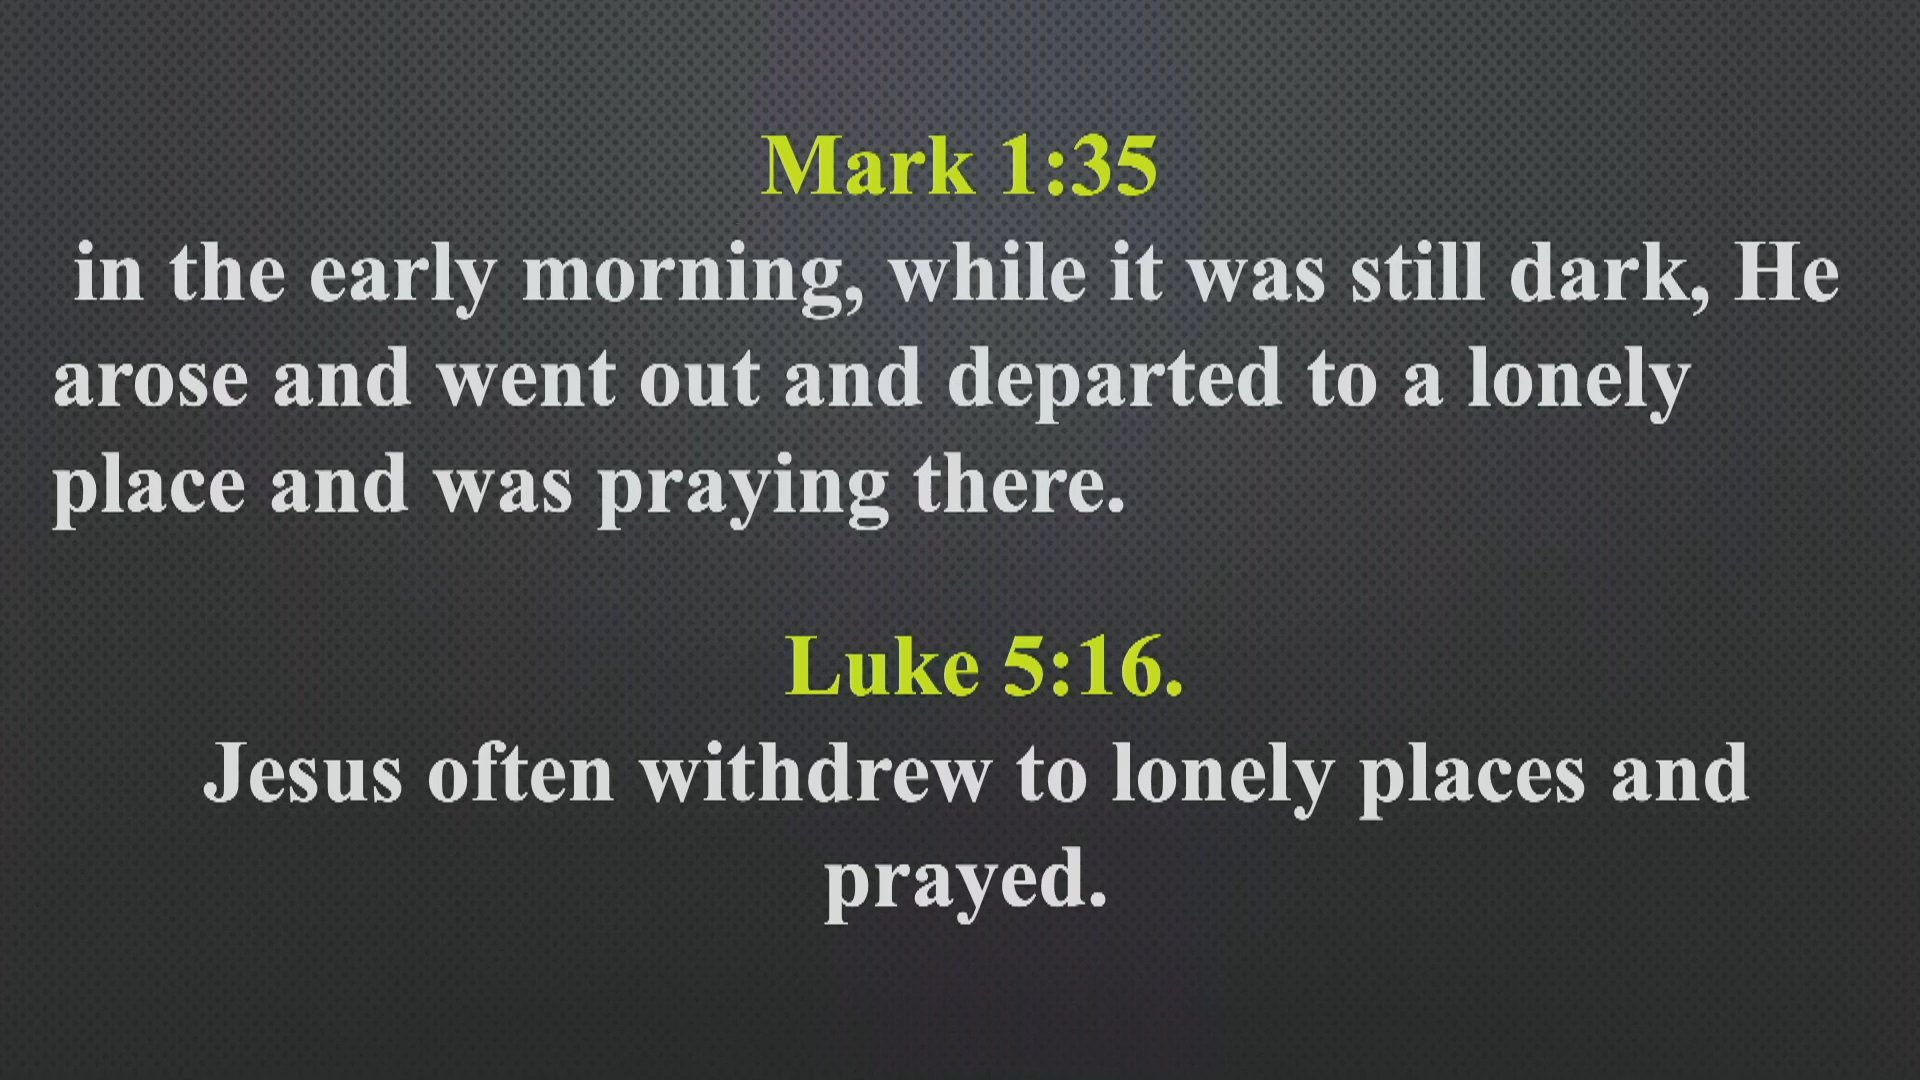 Mark 1:35
in the early morning, while it was still dark, He
arose and went out and departed to a lonely
place and was praying there.
Luke 5:16.
Jesus often withdrew to lonely places and
prayed.